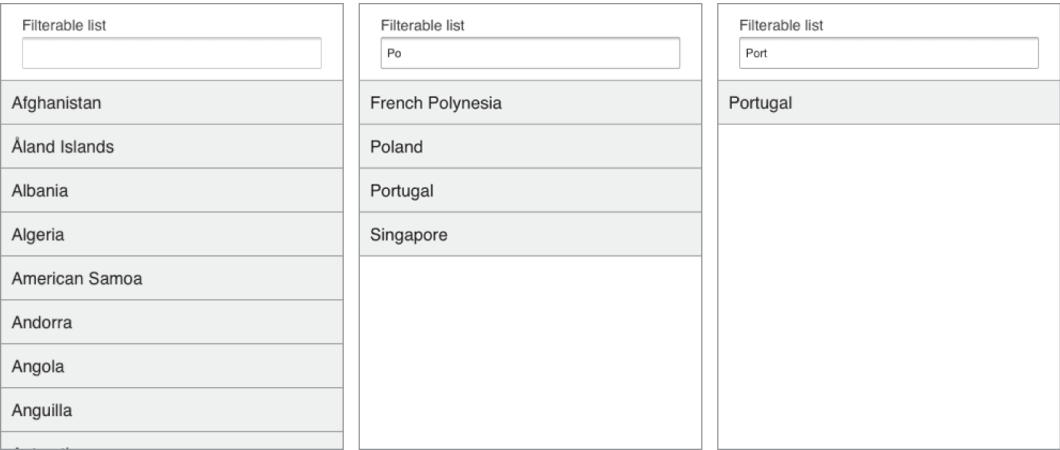 Filterable list
Afghanistan
Åland Islands
Albania
Algeria
American Samoa
Andorra
Angola
Anguilla
Filterable list
Po
French Polynesia
Poland
Portugal
Singapore
Filterable list
Port
Portugal